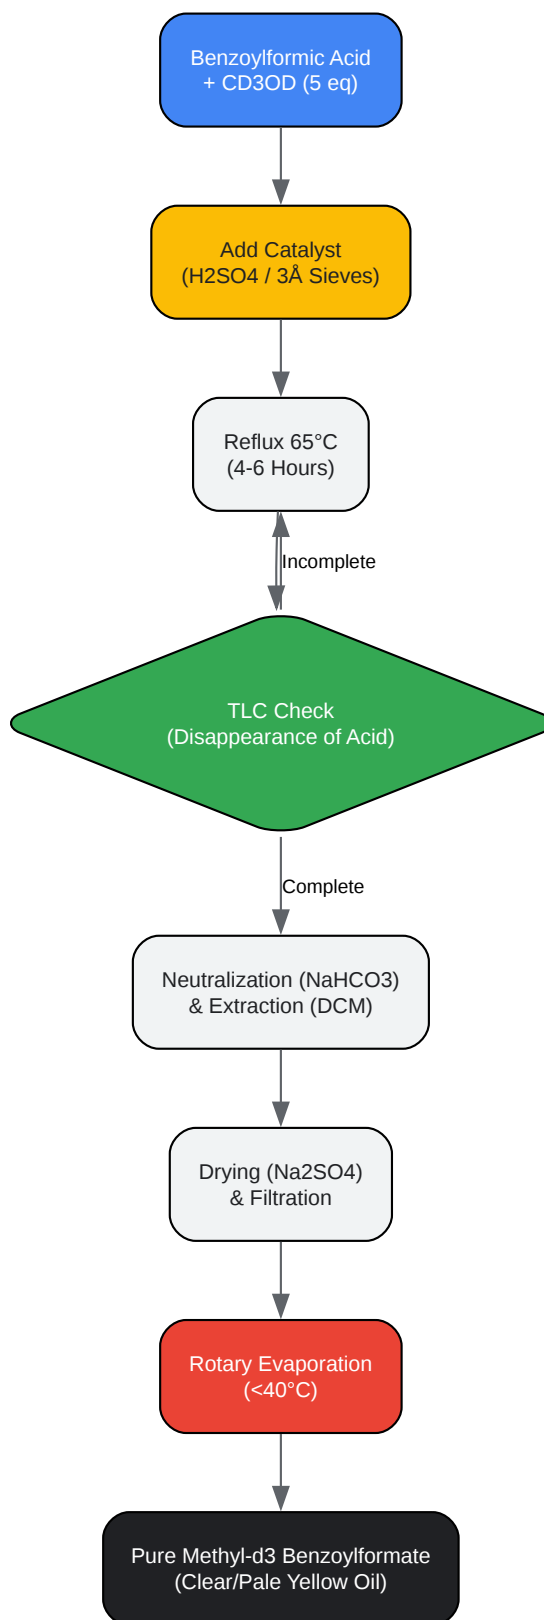 Benzoylformic Acid
+ CD3OD (5 eq)
Add Catalyst
(H2SO4 / 3Å Sieves)
Reflux 65°C
(4-6 Hours)
Incomplete
TLC Check
(Disappearance of Acid)
Complete
Neutralization (NaHCO3)
& Extraction (DCM)
Drying (Na2SO4)
& Filtration
Rotary Evaporation
(<40°C)
Pure Methyl-d3 Benzoylformate
(Clear/Pale Yellow Oil)